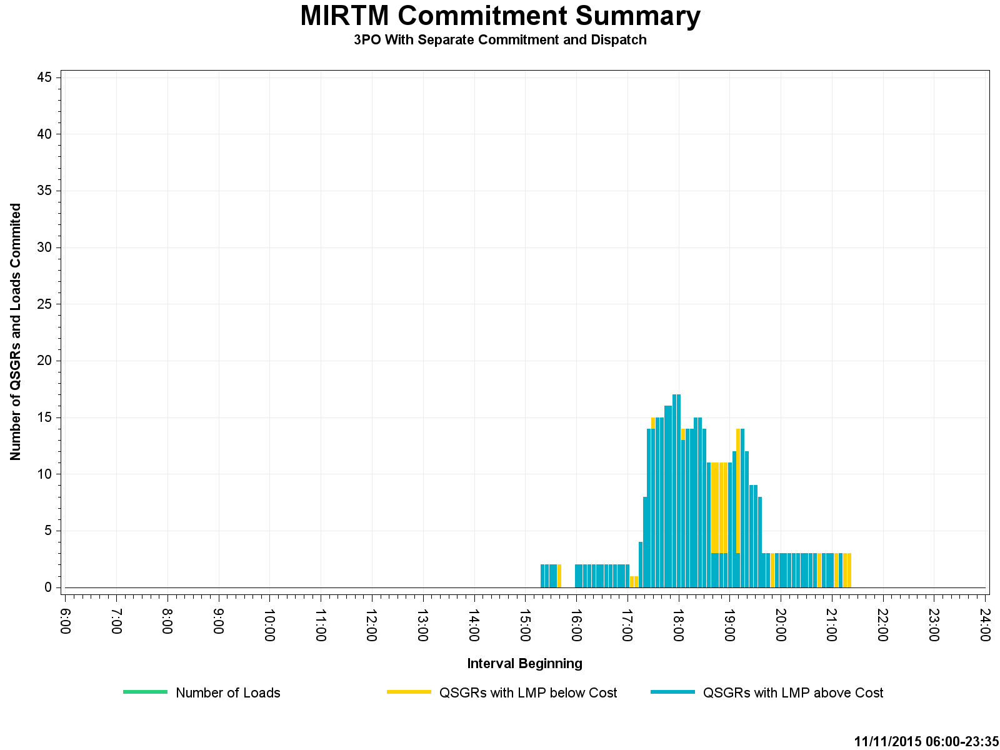 MIRTM Commitment Summary
3PO With Separate Commitment and Dispatch
Number of QSGRs and Loads Commited
45
40
35
30
25
20
15
10
5
0
6:00 7:00 8:00 9:00 10:00 11:00 12:00 13:00 14:00 15:00 16:00 17:00 18:00 19:00 20:00 21:00 22:00 23:00 24:00
Interval Beginning
Number of Loads QSGRs with LMP below Cost QSGRs with LMP above Cost
11/11/2015 06:00-23:35